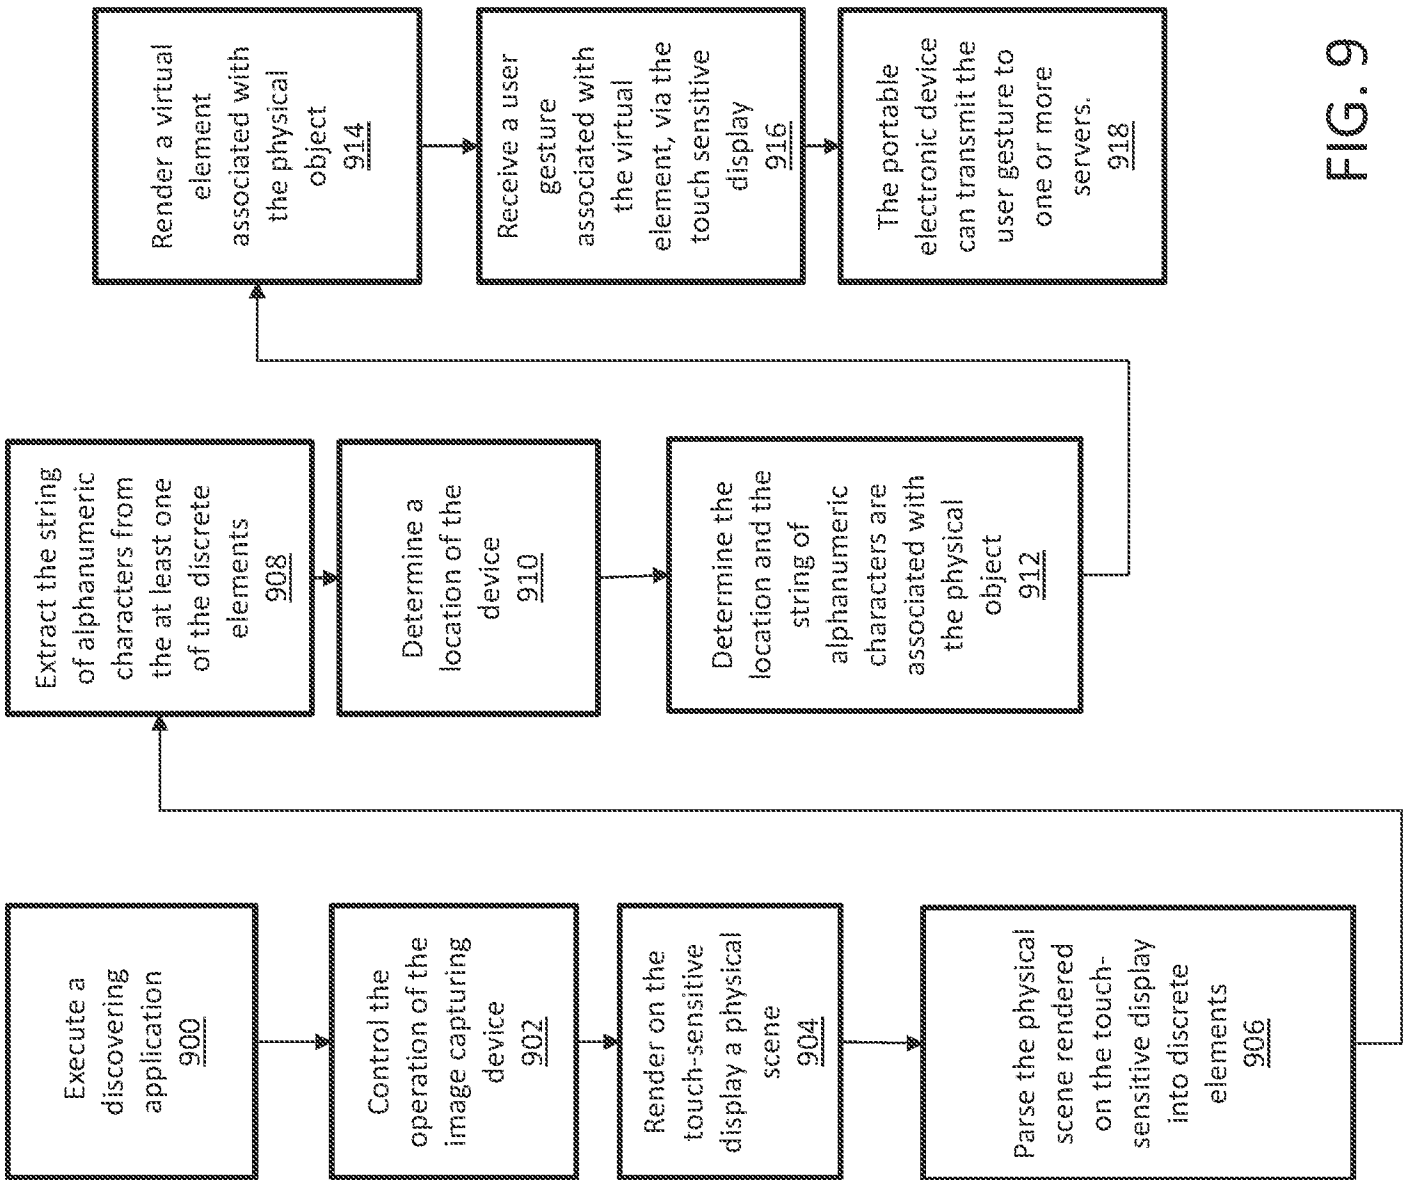 Execute a
discovering
application
900
Control the
operation of the
image capturing
device
902
Render on the
touch-sensitive
display a physical
scene
904
Parse the physical
scene rendered
on the touch-
sensitive display
into discrete
elements
906
Extract the string
of alphanumeric
characters from
the at least one
of the discrete
elements
908
Determine a
location of the
device
910
Determine the
location and the
string of
alphanumeric
characters are
associated with
the physical
object
912
Render a virtual
element
associated with
the physical
object
914
Receive a user
gesture
associated with
the virtual
element, via the
touch sensitive
display
916
The portable
electronic device
can transmit the
user gesture to
one or more
servers.
918
FIG. 9